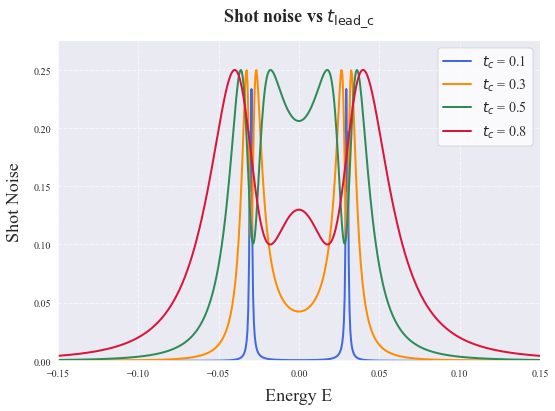 Shot noise vs t_lead_c
0.25
0.20
0.15
0.10
0.05
0.00
Shot Noise
t_c = 0.1
t_c = 0.3
t_c = 0.5
t_c = 0.8
−0.15 −0.10 −0.05 0.00 0.05 0.10 0.15
Energy E